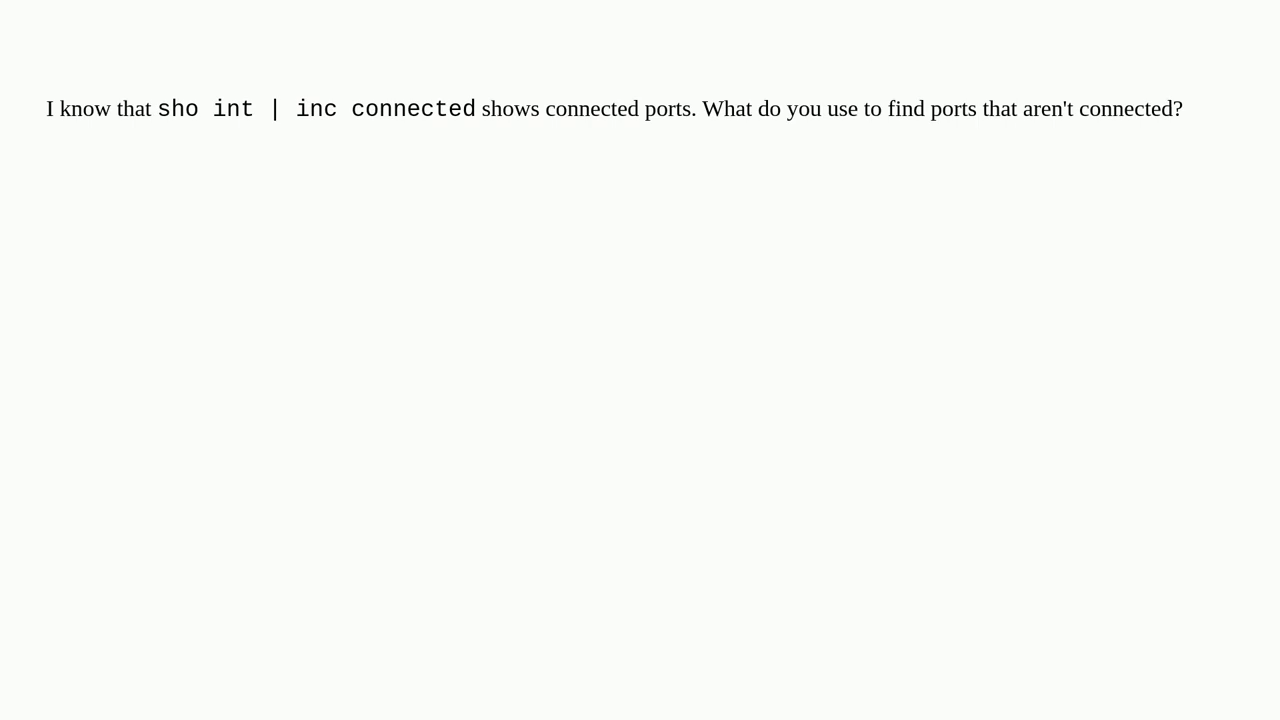 I know that sho int | inc connected shows connected ports. What do you use to find ports that aren't connected?